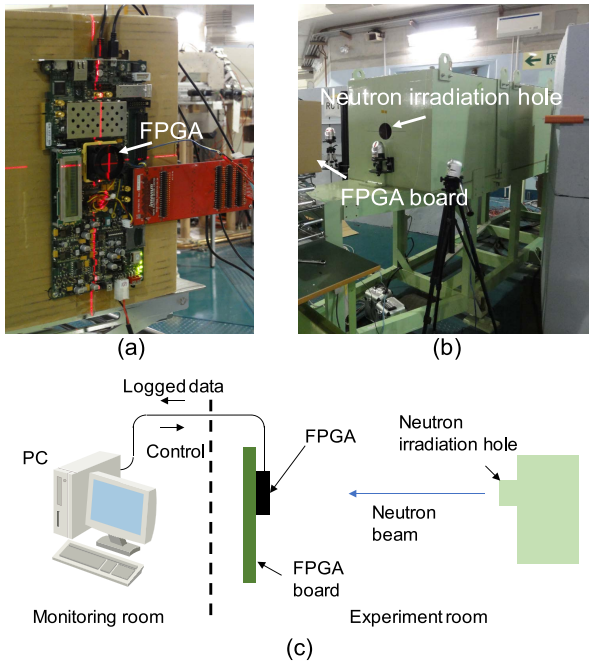 FPGA
(a)
Neutron irradiation hole
FPGA board
(b)
Logged data
Control
PC
FPGA
Neutron
irradiation hole
Neutron
beam
FPGA
board
Monitoring room
Experiment room
(c)